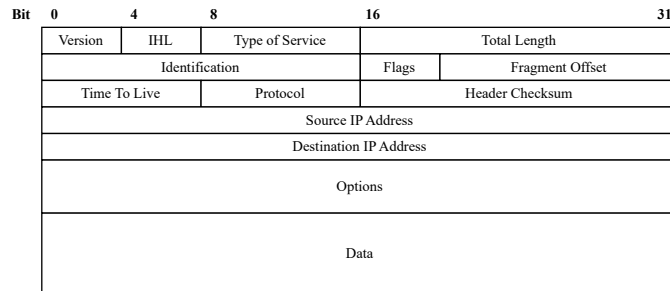 Bit 0 4 8 16 31
Version IHL Type of Service Total Length
Identification Flags Fragment Offset
Time To Live Protocol Header Checksum
Source IP Address
Destination IP Address
Options
Data